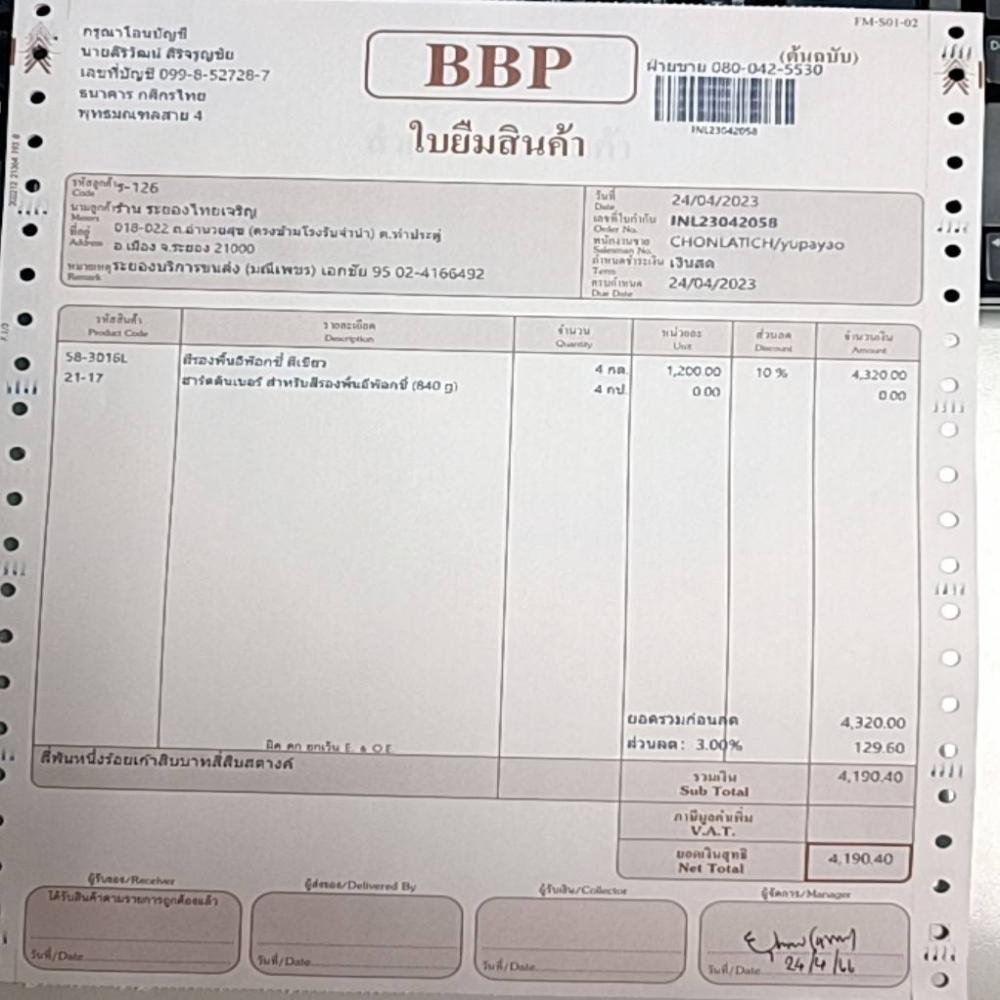 FM-S01-02
กรุณาโอนบัญชี
นายศิริวัฒน์ สิริจรูญชัย
เลขที่บัญชี 099-8-52728-7
ธนาคาร กสิกรไทย
พุทธมณฑลสาย 4
BBP
(ต้นฉบับ)
ฝ่ายขาย 080-042-5530
INL23042058
ใบยืมสินค้า
รหัสลูกค้า ร-126
Code
นามลูกค้า ร้าน ระยองไทยเจริญ
Messrs
ที่อยู่ 018-022 ถ.อำนวยสุข (ตรงข้ามโรงรับจำนำ) ต.ท่าประดู่
Address อ.เมือง จ.ระยอง 21000
หมายเหตุ ระยองบริการขนส่ง (มณีเพชร) เอกชัย 95 02-4166492
Remark
วันที่ 24/04/2023
Date
เลขที่ใบกำกับ INL23042058
Order No.
พนักงานขาย CHONLATICH/yupayao
Salesman No.
กำหนดชำระเงิน เงินสด
Term
ครบกำหนด 24/04/2023
Due Date
รหัสสินค้า รายละเอียด จำนวน หน่วยละ ส่วนลด จำนวนเงิน
Product Code Description Quantity Unit Discount Amount
58-3016L สีรองพื้นอีพ๊อกซี่ สีเขียว 4 กล. 1,200.00 10 % 4,320.00
21-17 ฮาร์ดดินเนอร์ สำหรับสีรองพื้นอีพ๊อกซี่ (840 g) 4 กป. 0.00 0.00
ยอดรวมก่อนลด 4,320.00
ส่วนลด: 3.00% 129.60
ผิด ตก ยกเว้น E. & O.E.
สี่พันหนึ่งร้อยเก้าสิบบาทสี่สิบสตางค์
รวมเงิน 4,190.40
Sub Total
ภาษีมูลค่าเพิ่ม
V.A.T.
ยอดเงินสุทธิ 4,190.40
Net Total
ผู้รับของ/Receiver ผู้ส่งของ/Delivered By ผู้รับเงิน/Collector ผู้จัดการ/Manager
ได้รับสินค้าตามรายการถูกต้องแล้ว
วันที่/Date วันที่/Date วันที่/Date วันที่/Date 24/4/66